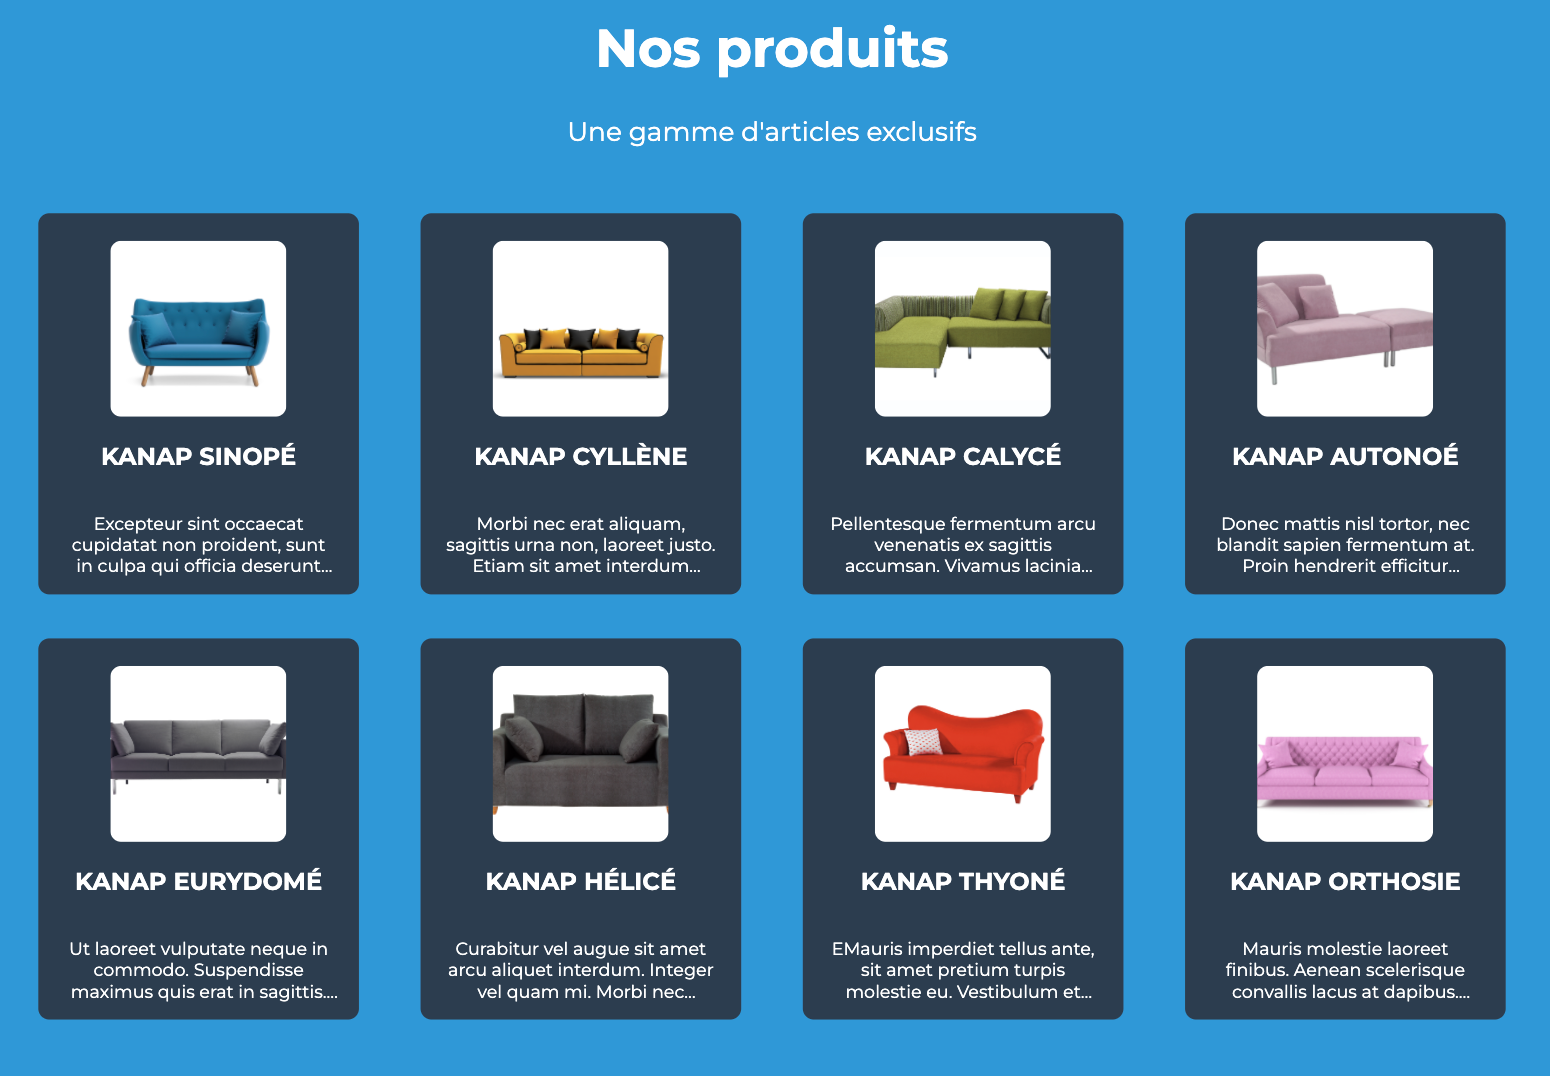 Nos produits
Une gamme d'articles exclusifs
KANAP SINOPÉ
Excepteur sint occaecat
cupidatat non proident, sunt
in culpa qui officia deserunt...
KANAP CYLLÈNE
Morbi nec erat aliquam,
sagittis urna non, laoreet justo.
Etiam sit amet interdum...
KANAP CALYCÉ
Pellentesque fermentum arcu
venenatis ex sagittis
accumsan. Vivamus lacinia...
KANAP AUTONOÉ
Donec mattis nisl tortor, nec
blandit sapien fermentum at.
Proin hendrerit efficitur...
KANAP EURYDOMÉ
Ut laoreet vulputate neque in
commodo. Suspendisse
maximus quis erat in sagittis....
KANAP HÉLICÉ
Curabitur vel augue sit amet
arcu aliquet interdum. Integer
vel quam mi. Morbi nec...
KANAP THYONÉ
EMauris imperdiet tellus ante,
sit amet pretium turpis
molestie eu. Vestibulum et...
KANAP ORTHOSIE
Mauris molestie laoreet
finibus. Aenean scelerisque
convallis lacus at dapibus....